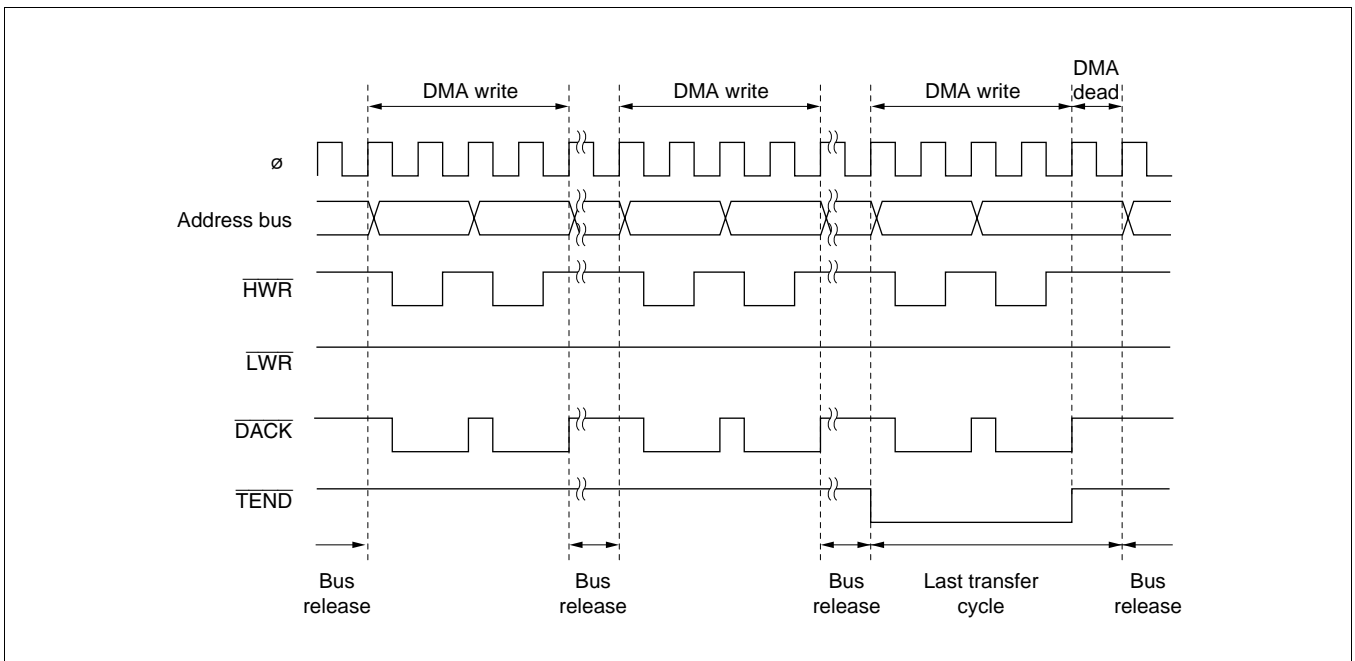 DMA
DMA write DMA write DMA write dead
ø
Address bus
HWR
LWR
DACK
TEND
Bus Bus Bus Last transfer Bus
release release release cycle release